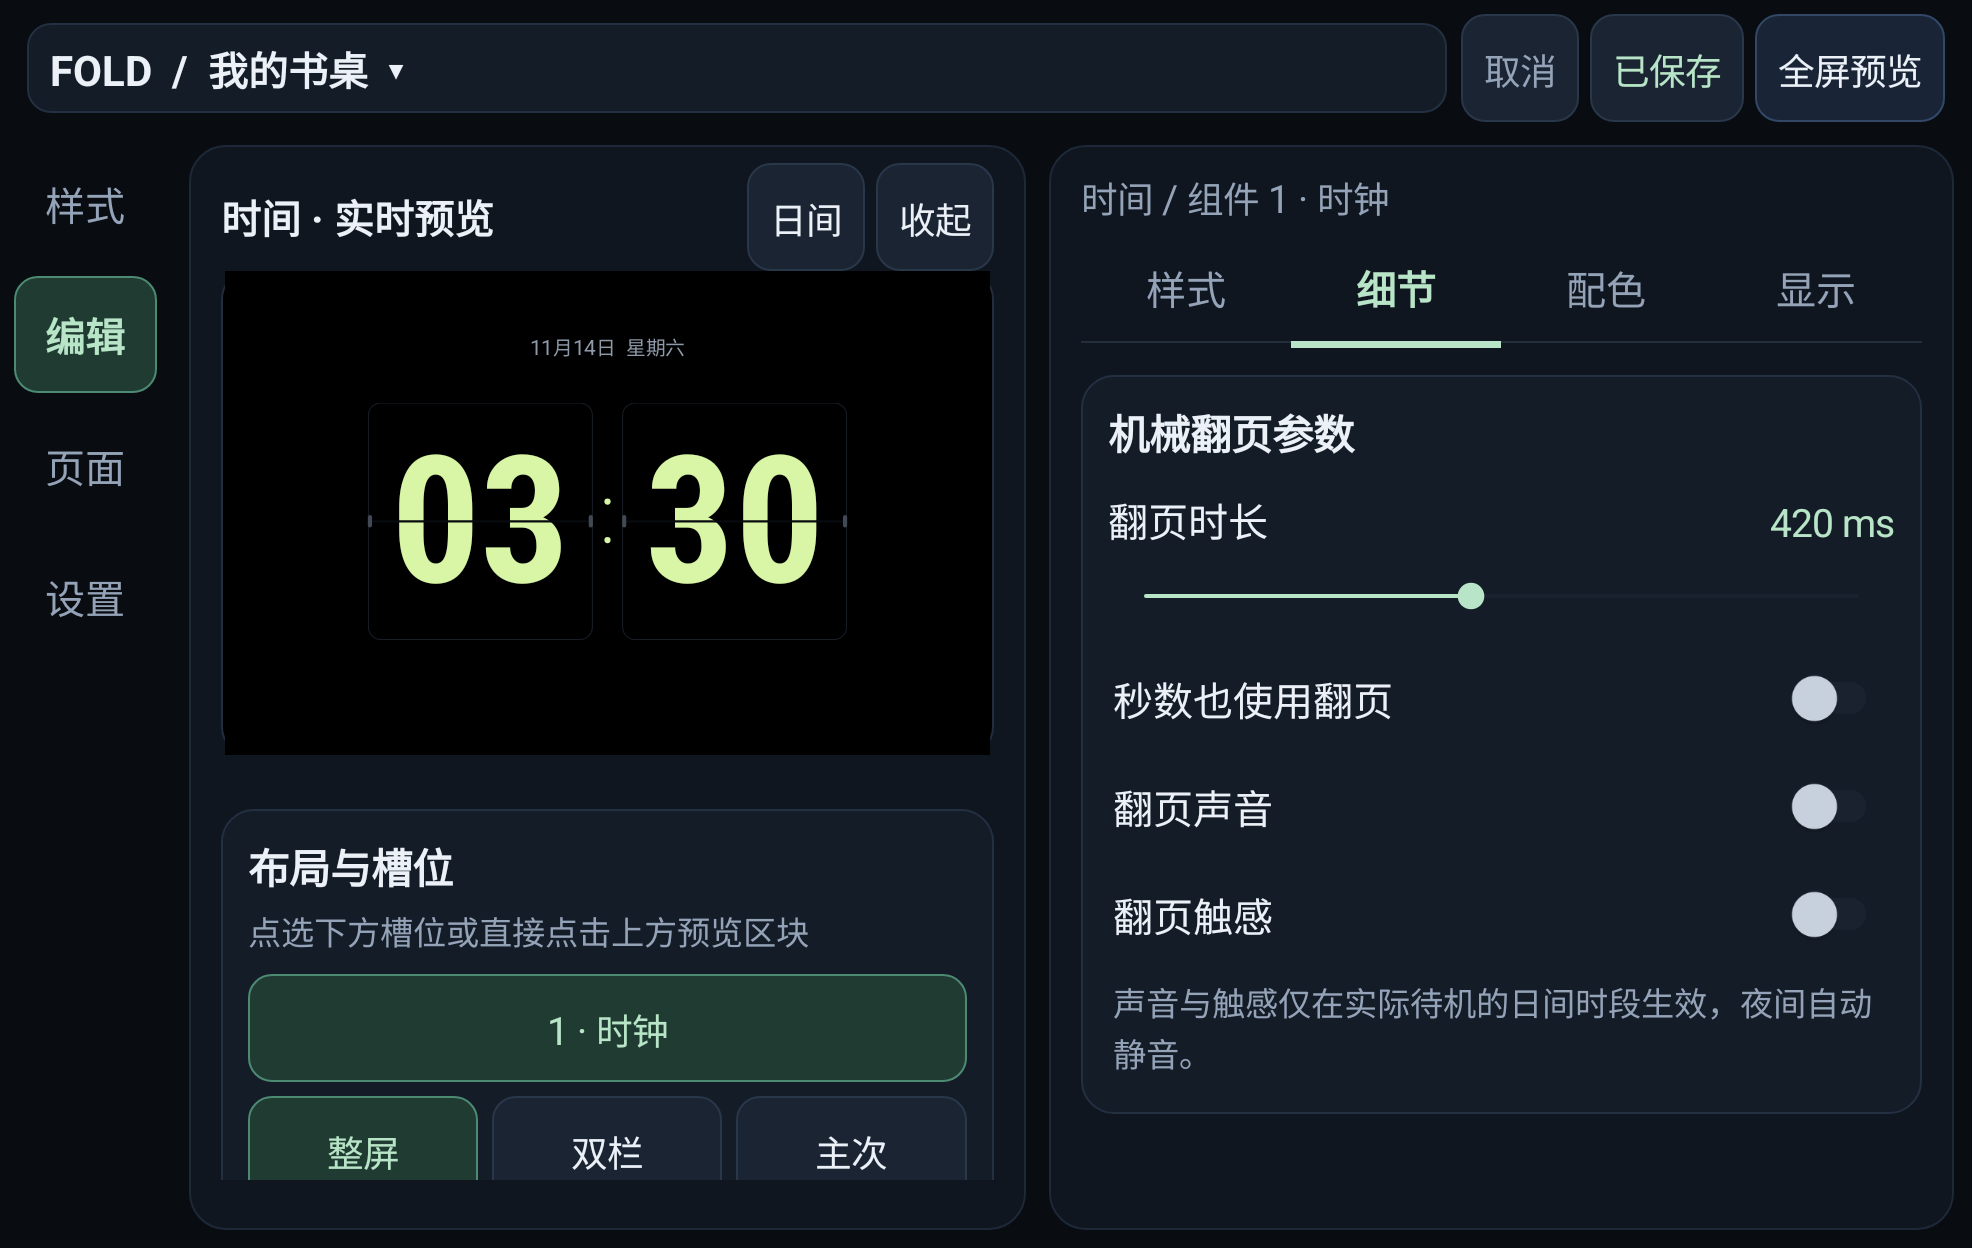 FOLD / 我的书桌 ▼
取消
已保存
全屏预览
样式
编辑
页面
设置
时间 · 实时预览
日间
收起
11月14日 星期六
03:30
布局与槽位
点选下方槽位或直接点击上方预览区块
1 · 时钟
整屏
双栏
主次
时间 / 组件 1 · 时钟
样式
细节
配色
显示
机械翻页参数
翻页时长
420 ms
秒数也使用翻页
翻页声音
翻页触感
声音与触感仅在实际待机的日间时段生效，夜间自动
静音。